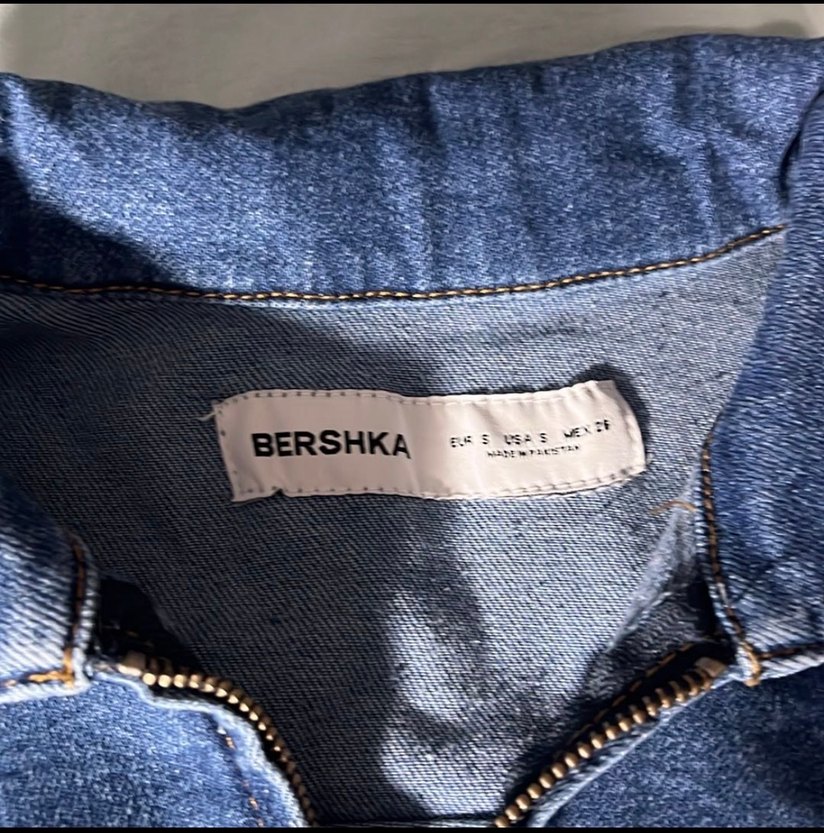 BERSHKA
EUR S USA S MEX 26
MADE IN PAKISTAN